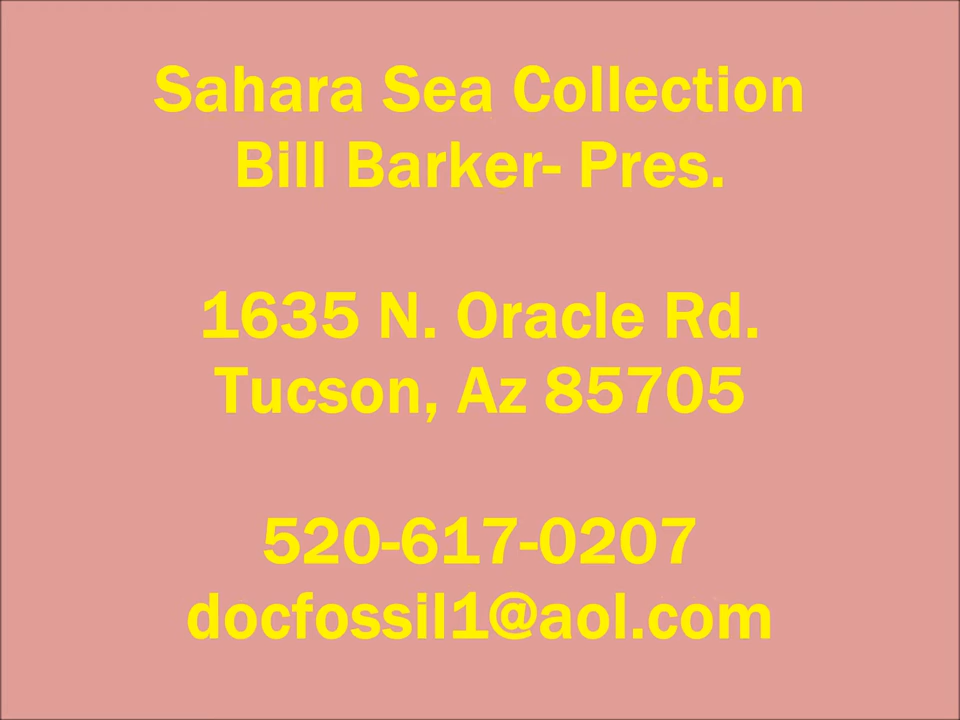 Sahara Sea Collection
Bill Barker- Pres.
1635 N. Oracle Rd.
Tucson, Az 85705
520-617-0207
docfossil1@aol.com